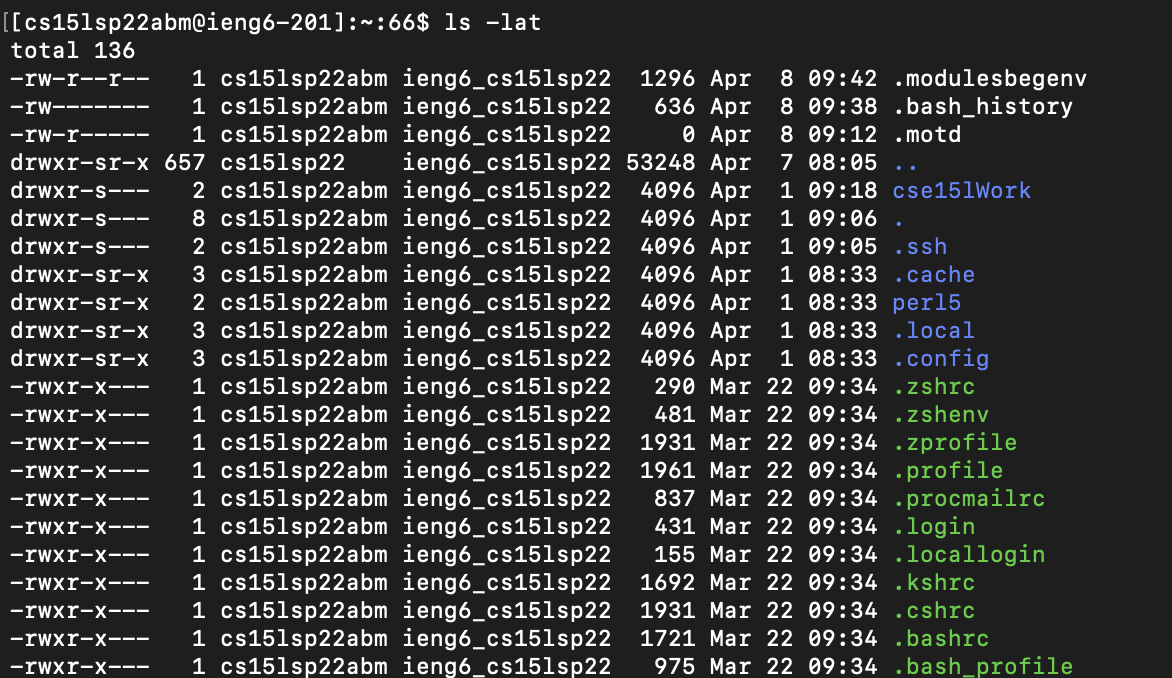 [[cs15lsp22abm@ieng6-201]:~:66$ ls -lat
total 136
-rw-r--r--   1 cs15lsp22abm ieng6_cs15lsp22  1296 Apr  8 09:42 .modulesbegenv
-rw-------   1 cs15lsp22abm ieng6_cs15lsp22   636 Apr  8 09:38 .bash_history
-rw-r-----   1 cs15lsp22abm ieng6_cs15lsp22     0 Apr  8 09:12 .motd
drwxr-sr-x 657 cs15lsp22    ieng6_cs15lsp22 53248 Apr  7 08:05 ..
drwxr-s---   2 cs15lsp22abm ieng6_cs15lsp22  4096 Apr  1 09:18 cse15lWork
drwxr-s---   8 cs15lsp22abm ieng6_cs15lsp22  4096 Apr  1 09:06 .
drwxr-s---   2 cs15lsp22abm ieng6_cs15lsp22  4096 Apr  1 09:05 .ssh
drwxr-sr-x   3 cs15lsp22abm ieng6_cs15lsp22  4096 Apr  1 08:33 .cache
drwxr-sr-x   2 cs15lsp22abm ieng6_cs15lsp22  4096 Apr  1 08:33 perl5
drwxr-sr-x   3 cs15lsp22abm ieng6_cs15lsp22  4096 Apr  1 08:33 .local
drwxr-sr-x   3 cs15lsp22abm ieng6_cs15lsp22  4096 Apr  1 08:33 .config
-rwxr-x---   1 cs15lsp22abm ieng6_cs15lsp22   290 Mar 22 09:34 .zshrc
-rwxr-x---   1 cs15lsp22abm ieng6_cs15lsp22   481 Mar 22 09:34 .zshenv
-rwxr-x---   1 cs15lsp22abm ieng6_cs15lsp22  1931 Mar 22 09:34 .zprofile
-rwxr-x---   1 cs15lsp22abm ieng6_cs15lsp22  1961 Mar 22 09:34 .profile
-rwxr-x---   1 cs15lsp22abm ieng6_cs15lsp22   837 Mar 22 09:34 .procmailrc
-rwxr-x---   1 cs15lsp22abm ieng6_cs15lsp22   431 Mar 22 09:34 .login
-rwxr-x---   1 cs15lsp22abm ieng6_cs15lsp22   155 Mar 22 09:34 .locallogin
-rwxr-x---   1 cs15lsp22abm ieng6_cs15lsp22  1692 Mar 22 09:34 .kshrc
-rwxr-x---   1 cs15lsp22abm ieng6_cs15lsp22  1931 Mar 22 09:34 .cshrc
-rwxr-x---   1 cs15lsp22abm ieng6_cs15lsp22  1721 Mar 22 09:34 .bashrc
-rwxr-x---   1 cs15lsp22abm ieng6_cs15lsp22   975 Mar 22 09:34 .bash_profile